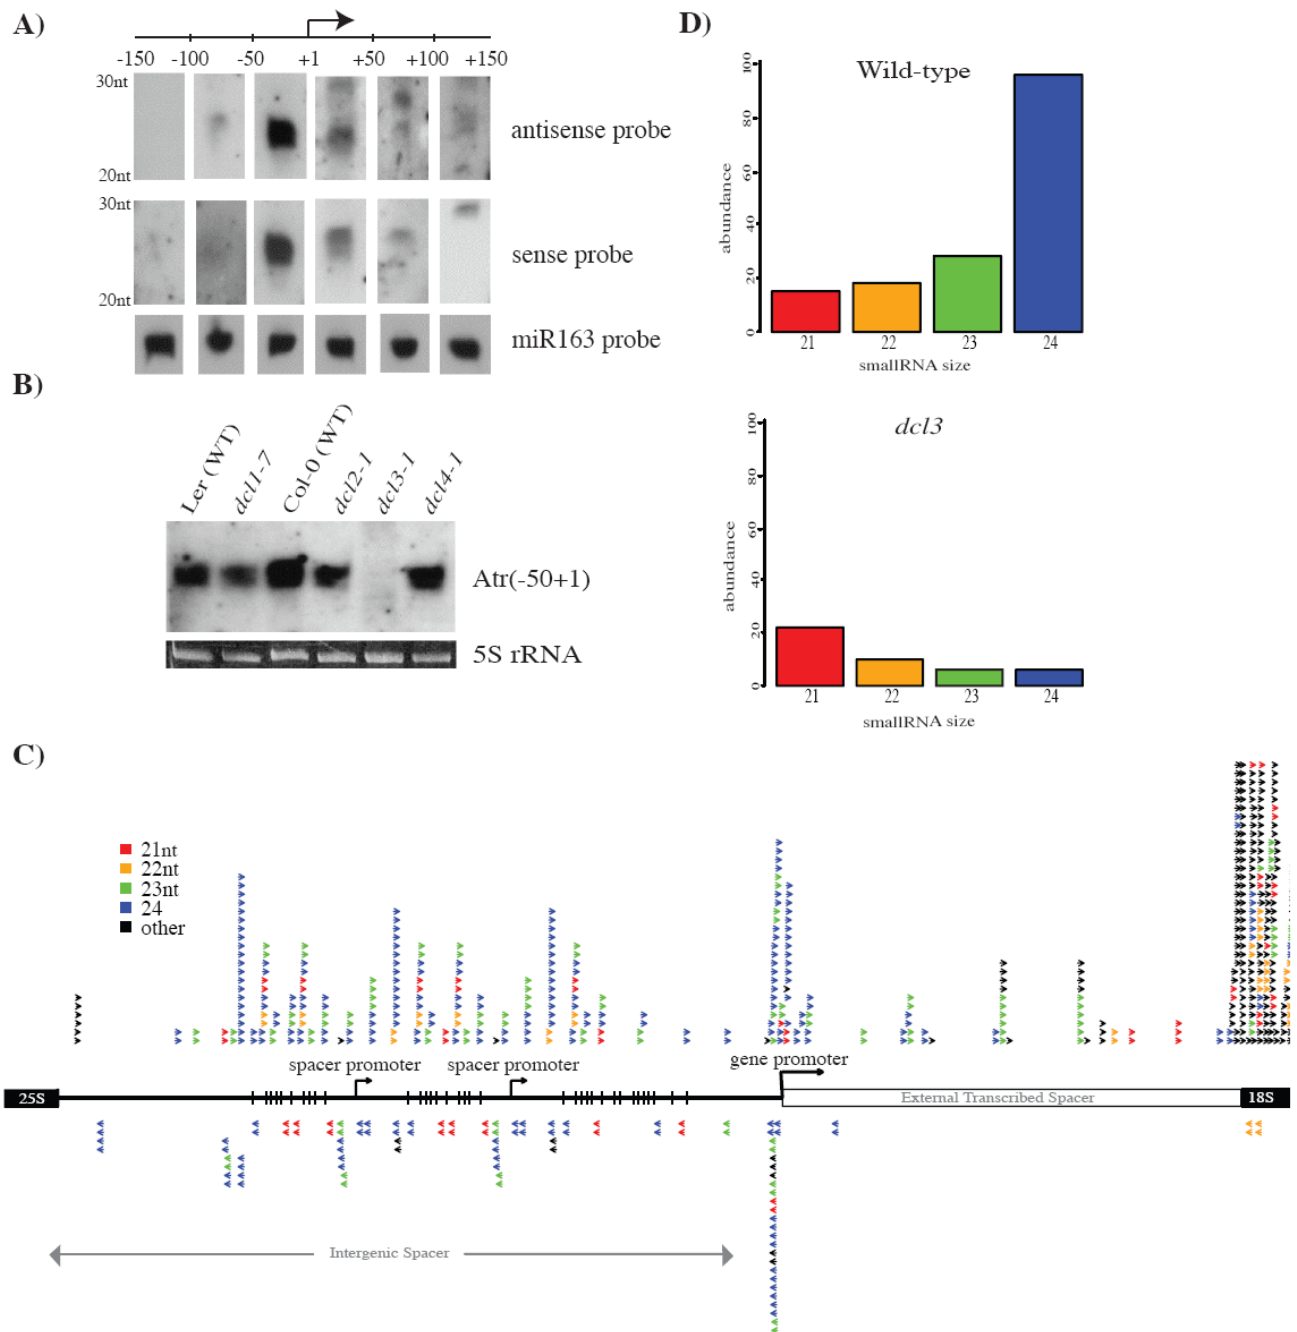 A)
-150 -100 -50 +1 +50 +100 +150
30nt
antisense probe
20nt
30nt
sense probe
20nt
miR163 probe
B)
Ler (WT) dcl1-7 Col-0 (WT) dcl2-1 dcl3-1 dcl4-1
Atr(-50+1)
5S rRNA
D)
Wild-type
abundance
0 20 40 60 80 100
21 22 23 24
smallRNA size
dcl3
abundance
0 20 40 60 80 100
21 22 23 24
smallRNA size
C)
21nt
22nt
23nt
24
other
spacer promoter spacer promoter gene promoter
25S External Transcribed Spacer 18S
Intergenic Spacer